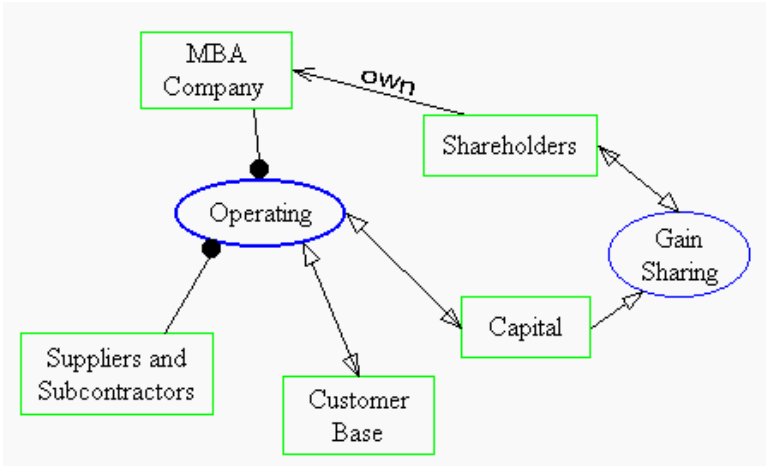 MBA
Company
own
Shareholders
Operating
Gain
Sharing
Capital
Suppliers and
Subcontractors
Customer
Base